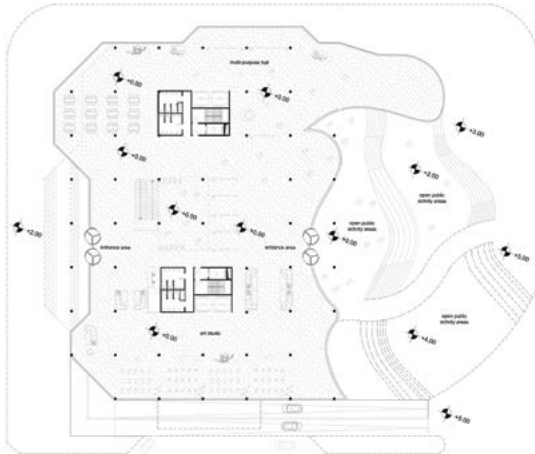 multi-purpose hall
+0.00
+0.00
+3.00
+0.00
+2.00
open public
activity areas
+0.00
open public
activity areas
+2.00
+0.00
+0.00
entrance area
entrance area
+5.00
open public
activity areas
+0.00
art studio
+4.00
+5.00